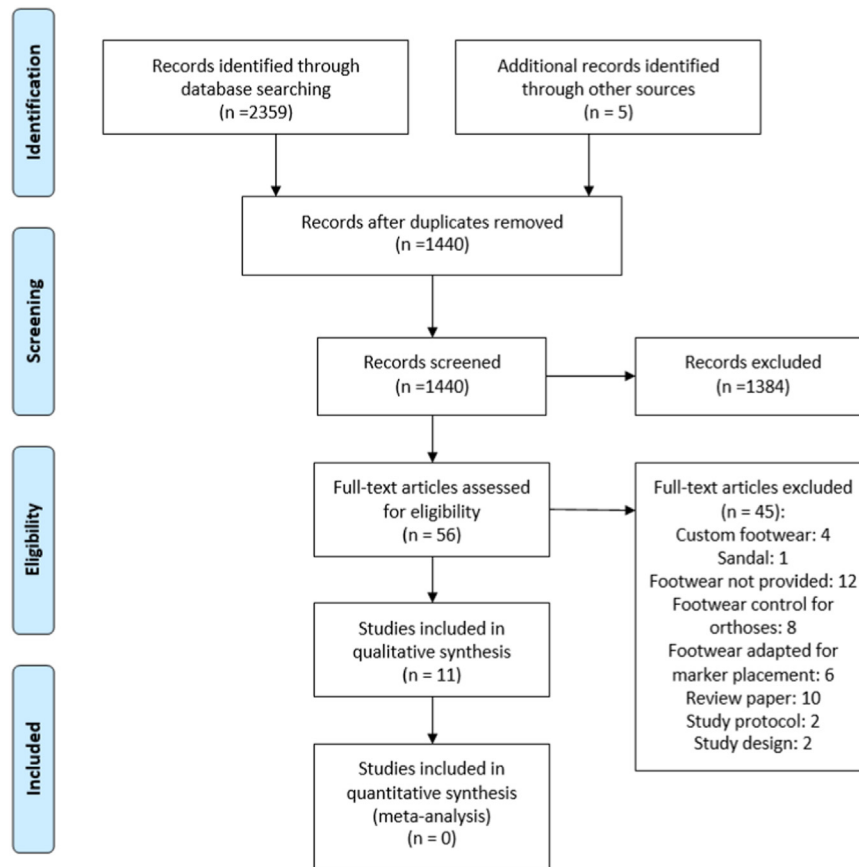 Identification
Records identified through
database searching
(n =2359)
Additional records identified
through other sources
(n = 5)
Records after duplicates removed
(n =1440)
Screening
Records screened
(n =1440)
Records excluded
(n =1384)
Eligibility
Full-text articles assessed
for eligibility
(n = 56)
Full-text articles excluded
(n = 45):
Custom footwear: 4
Sandal: 1
Footwear not provided: 12
Footwear control for
orthoses: 8
Footwear adapted for
marker placement: 6
Review paper: 10
Study protocol: 2
Study design: 2
Studies included in
qualitative synthesis
(n = 11)
Included
Studies included in
quantitative synthesis
(meta-analysis)
(n = 0)